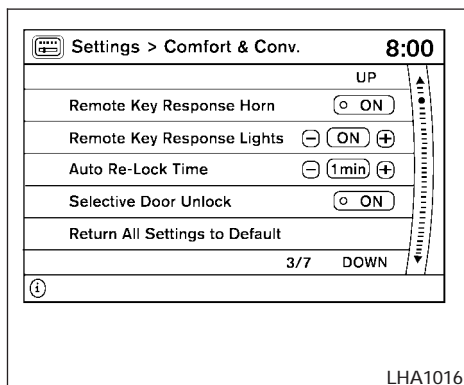 Settings > Comfort & Conv. 8:00
UP
Remote Key Response Horn ON
Remote Key Response Lights − ON +
Auto Re-Lock Time − 1min +
Selective Door Unlock ON
Return All Settings to Default
3/7 DOWN
i
LHA1016